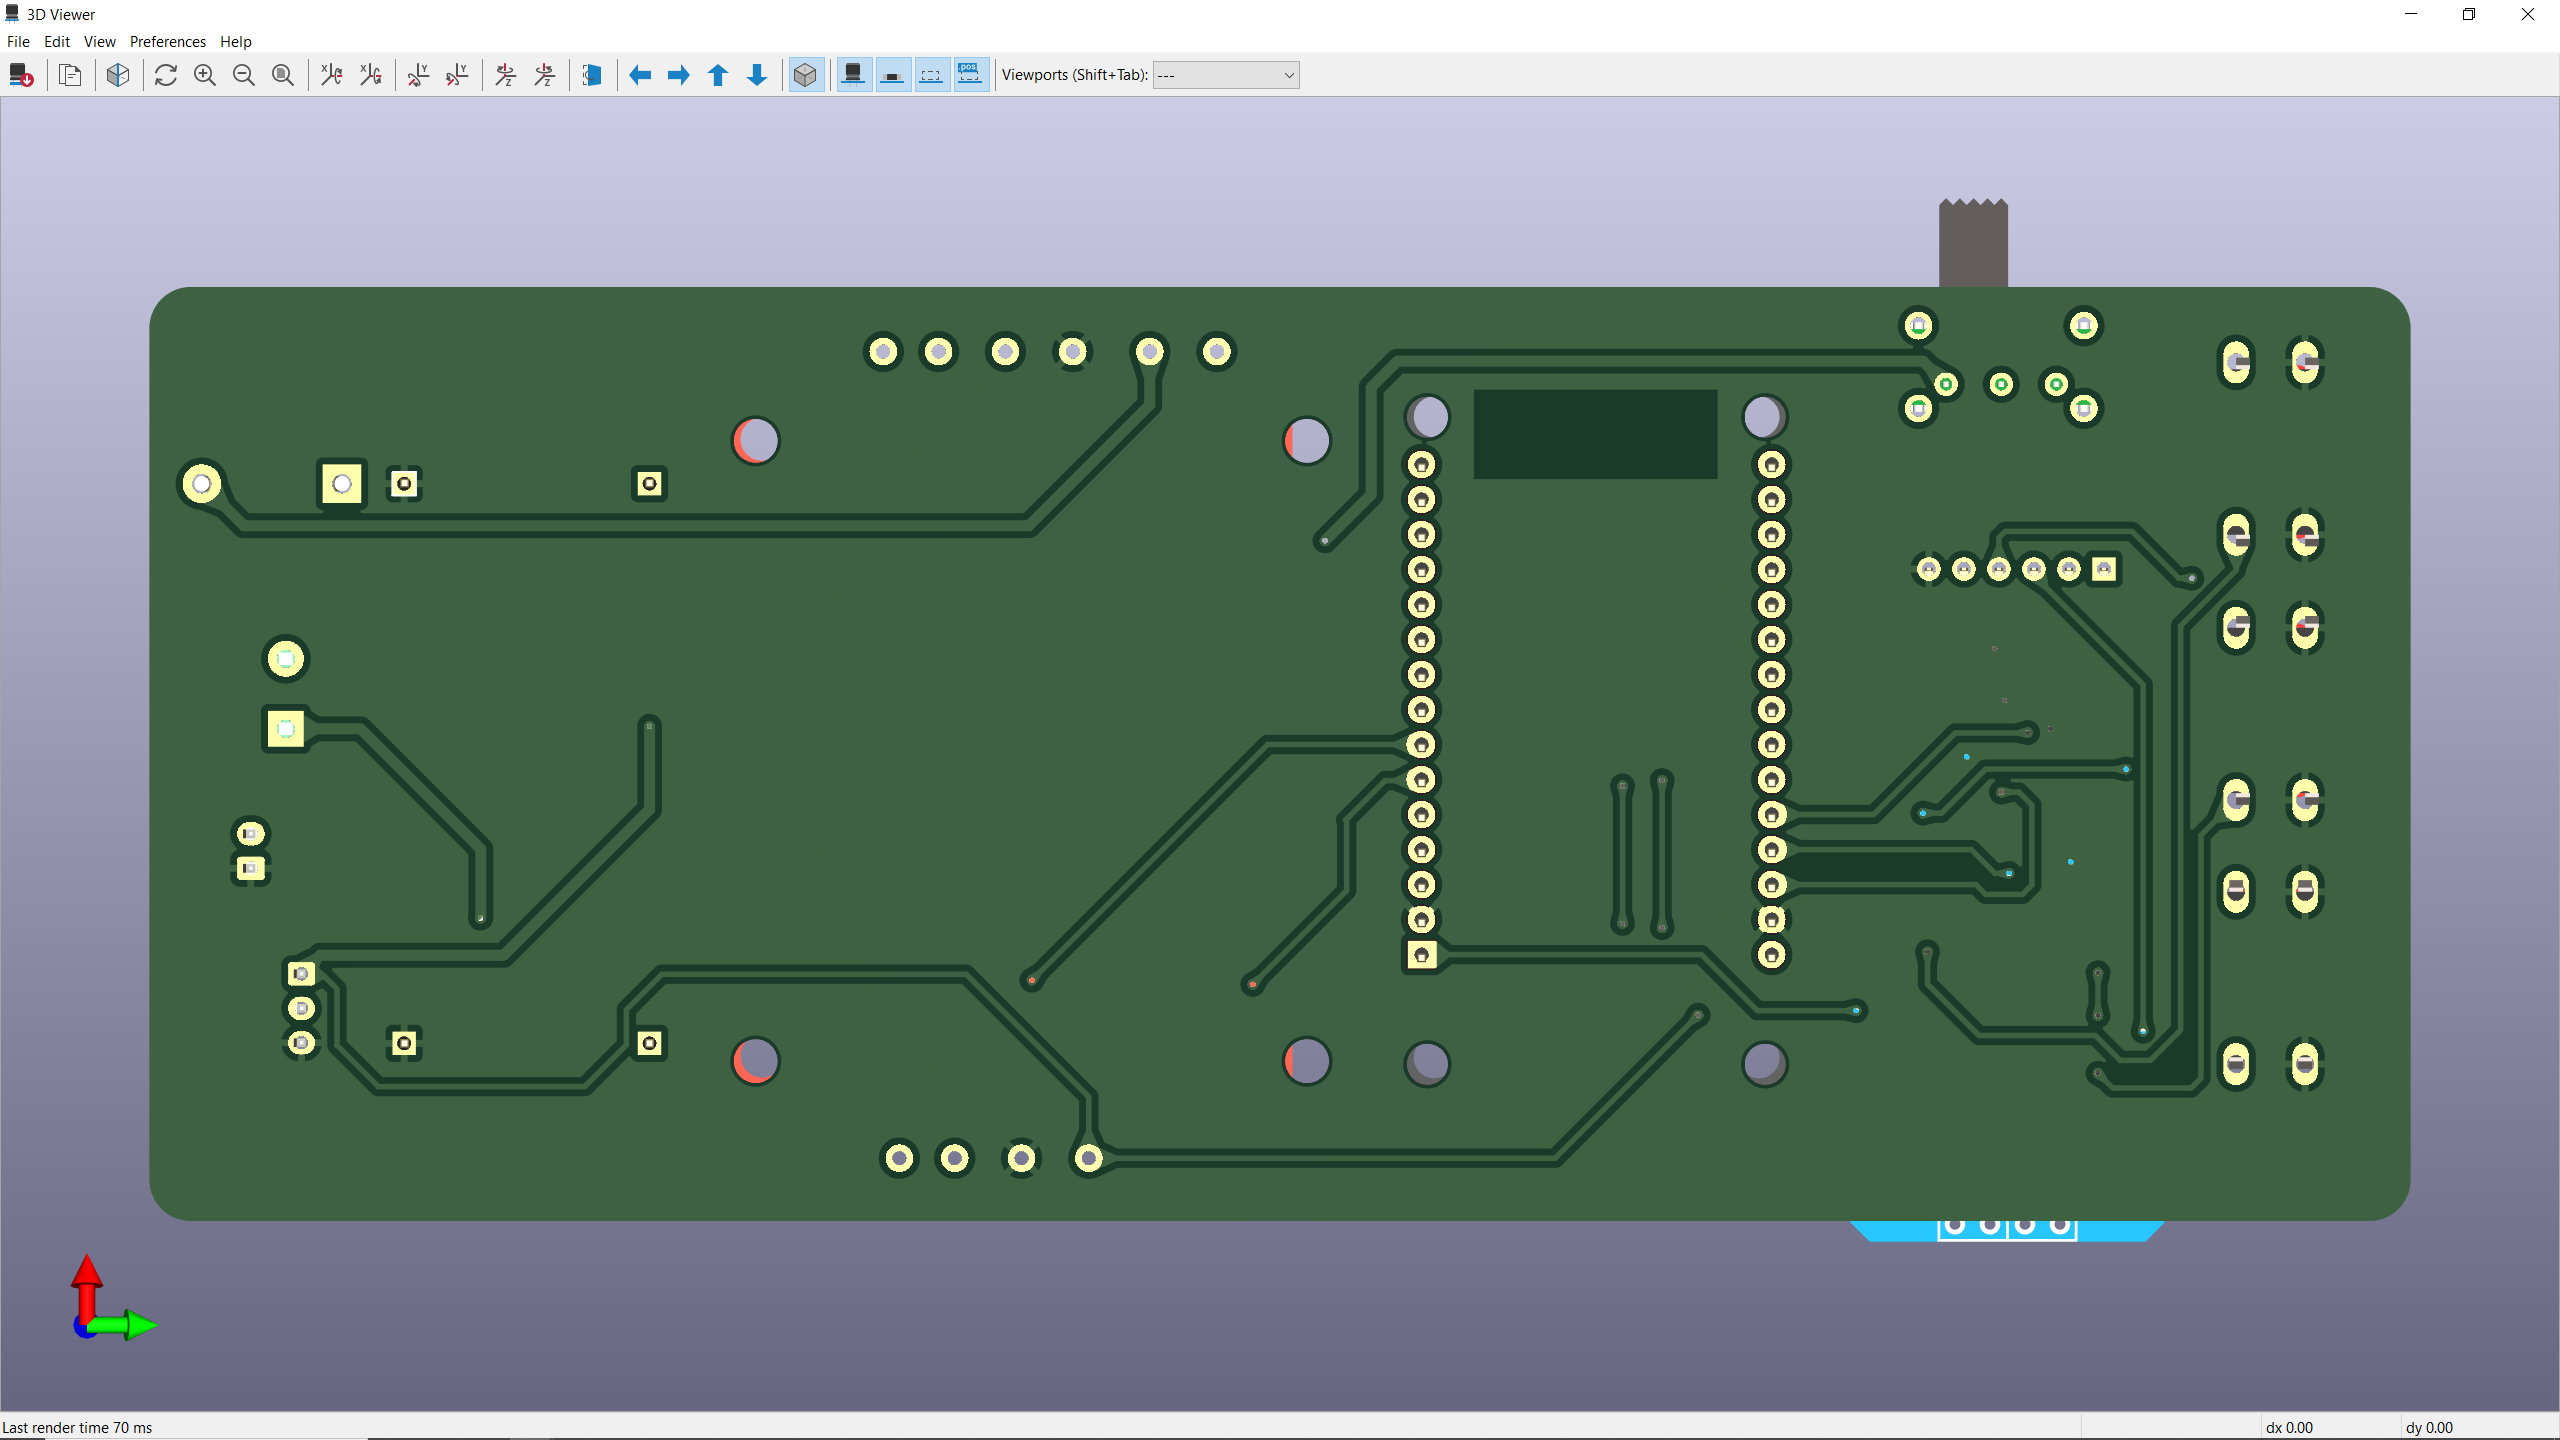 3D Viewer
File Edit View Preferences Help
Viewports (Shift+Tab): ---
Last render time 70 ms
dx 0.00
dy 0.00